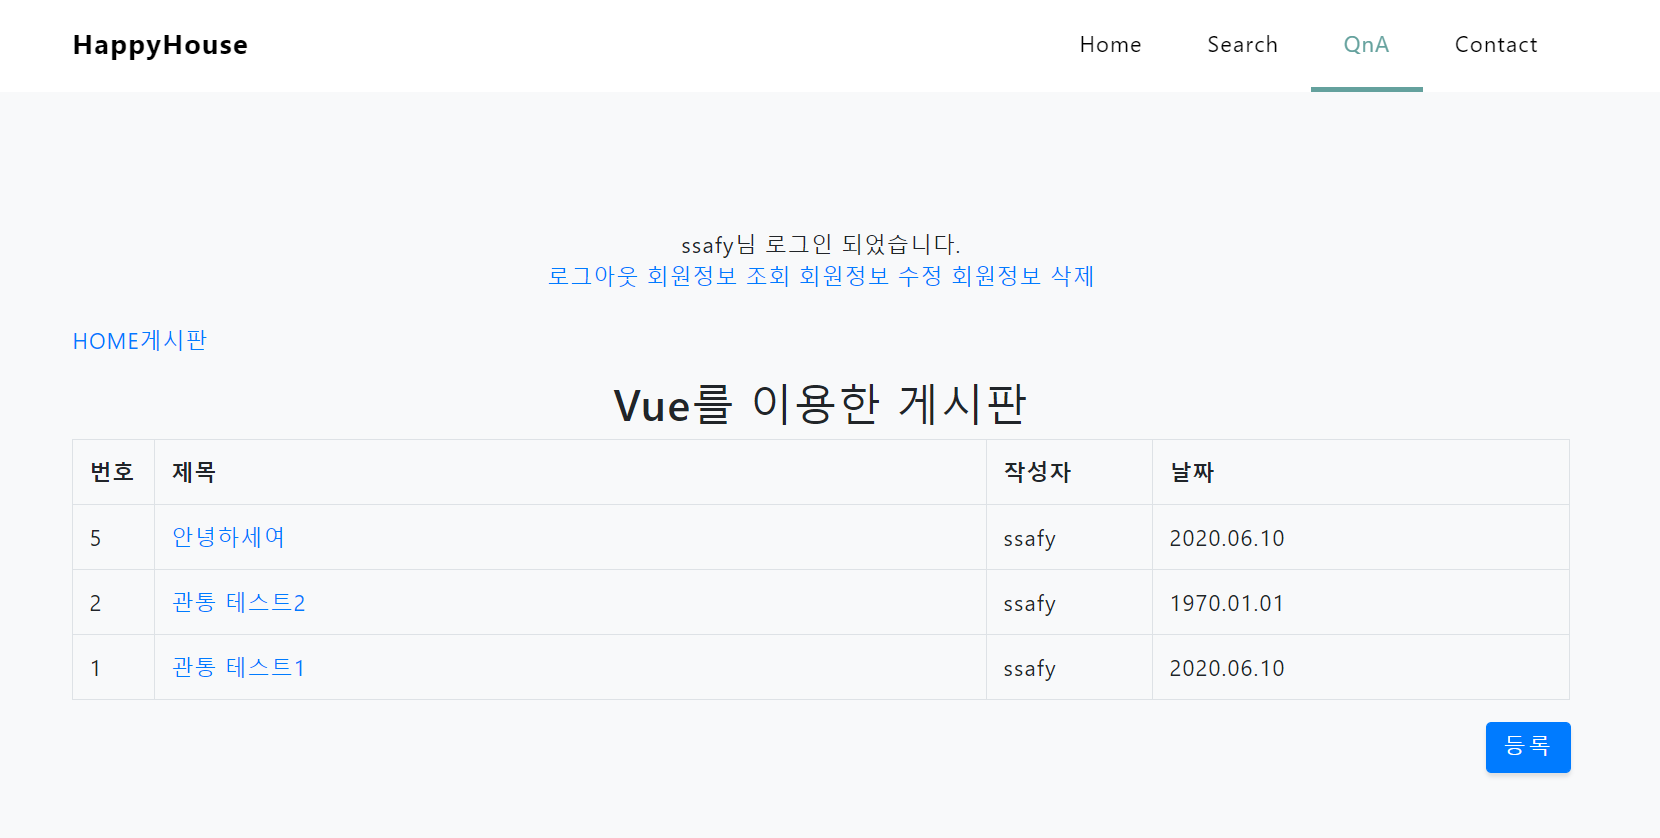 HappyHouse Home Search QnA Contact
ssafy님 로그인 되었습니다.
로그아웃 회원정보 조회 회원정보 수정 회원정보 삭제
HOME게시판
Vue를 이용한 게시판
번호 제목 작성자 날짜
5 안녕하세여 ssafy 2020.06.10
2 관통 테스트2 ssafy 1970.01.01
1 관통 테스트1 ssafy 2020.06.10
등록